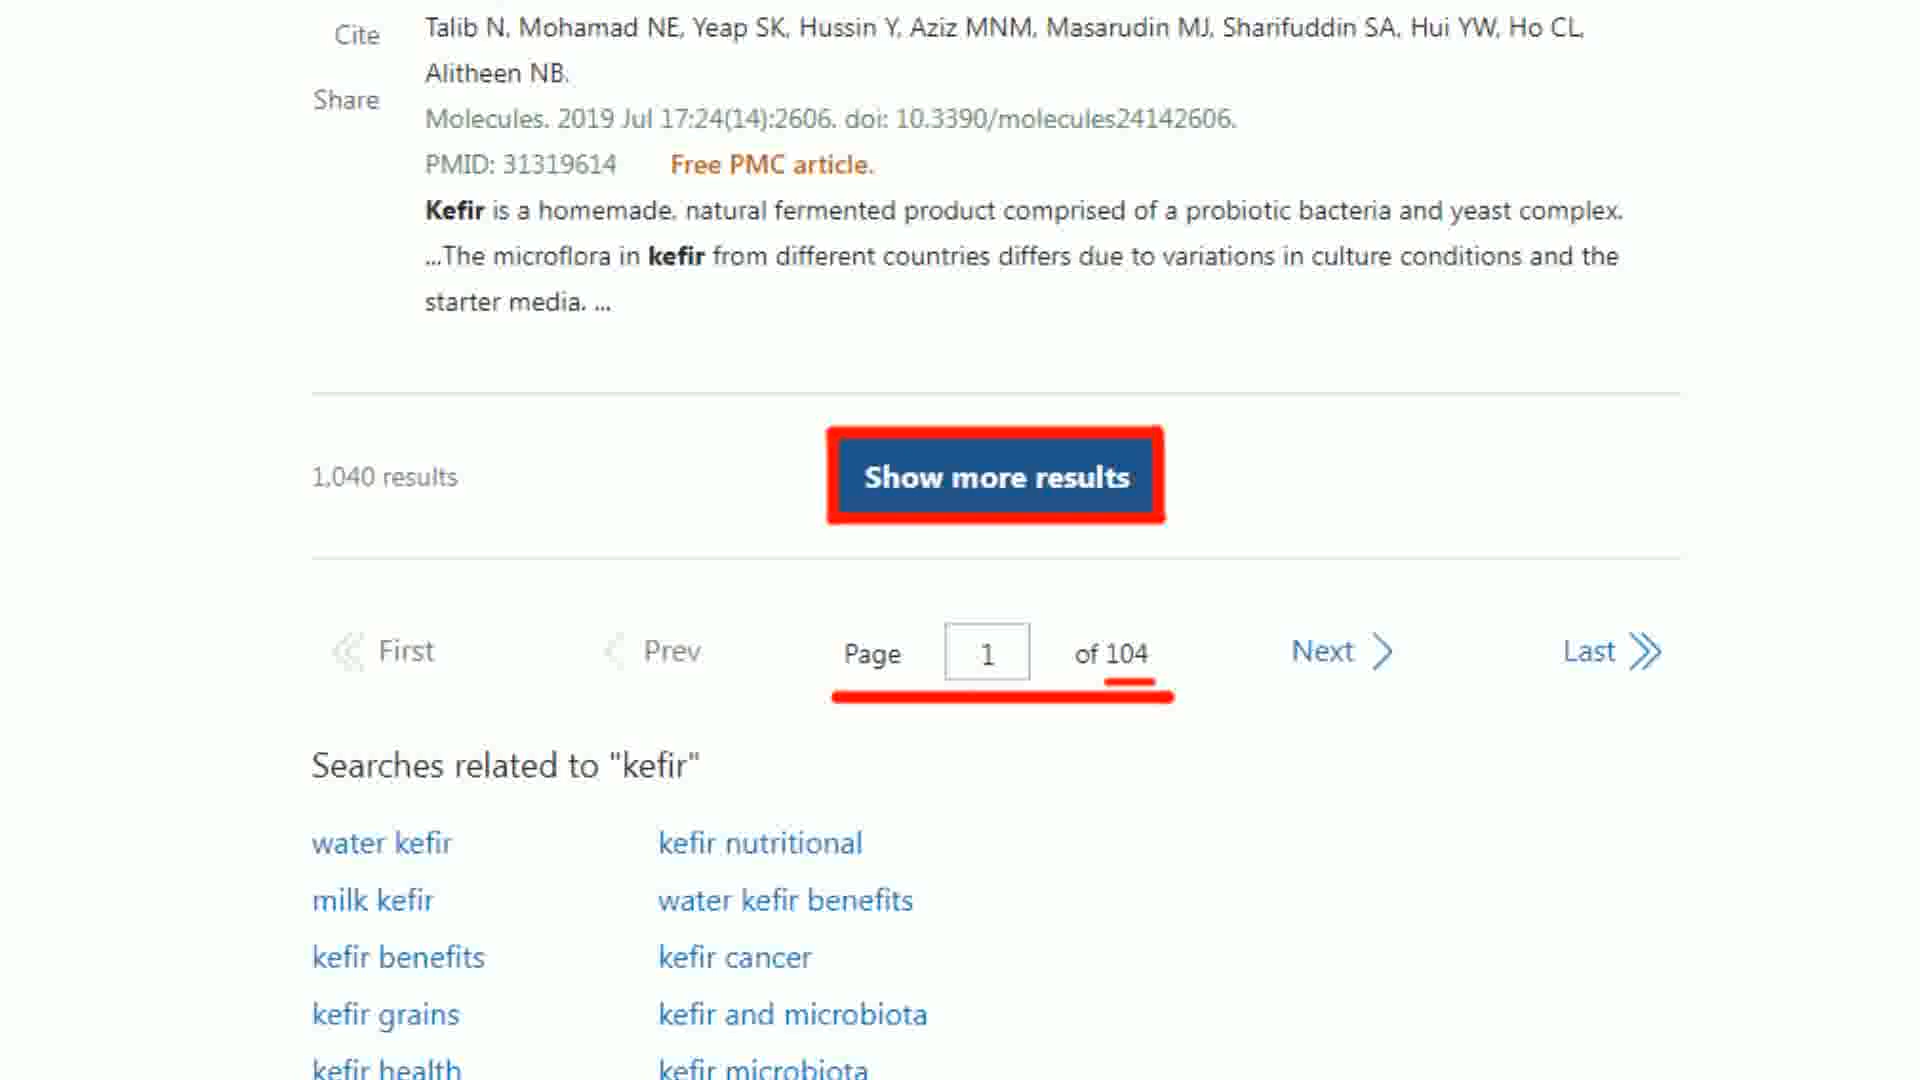 Cite
Talib N, Mohamad NE, Yeap SK, Hussin Y, Aziz MNM, Masarudin MJ, Sharifuddin SA, Hui YW, Ho CL,
Alitheen NB.
Share
Molecules. 2019 Jul 17:24(14):2606. doi: 10.3390/molecules24142606.
PMID: 31319614 Free PMC article.
Kefir is a homemade, natural fermented product comprised of a probiotic bacteria and yeast complex.
...The microflora in kefir from different countries differs due to variations in culture conditions and the
starter media. ...
1,040 results
Show more results
First Prev Page 1 of 104 Next Last
Searches related to "kefir"
water kefir kefir nutritional
milk kefir water kefir benefits
kefir benefits kefir cancer
kefir grains kefir and microbiota
kefir health kefir microbiota